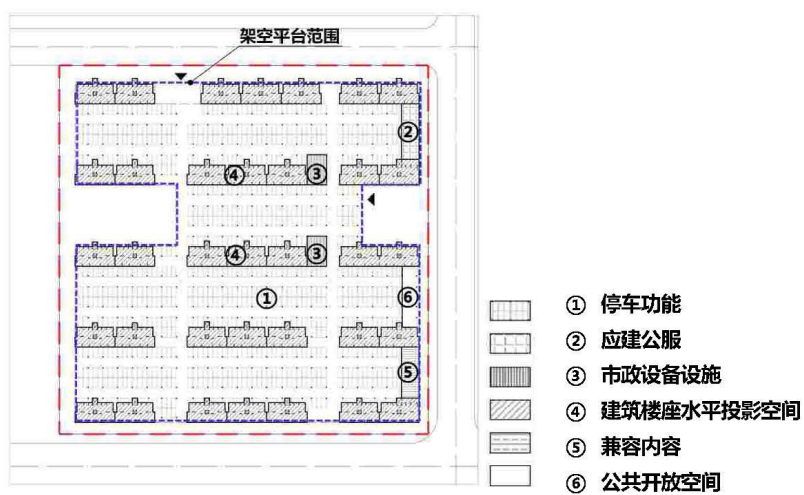 架空平台范围
②
④
③
④
③
①
⑥
⑤
① 停车功能
② 应建公服
③ 市政设备设施
④ 建筑楼座水平投影空间
⑤ 兼容内容
⑥ 公共开放空间